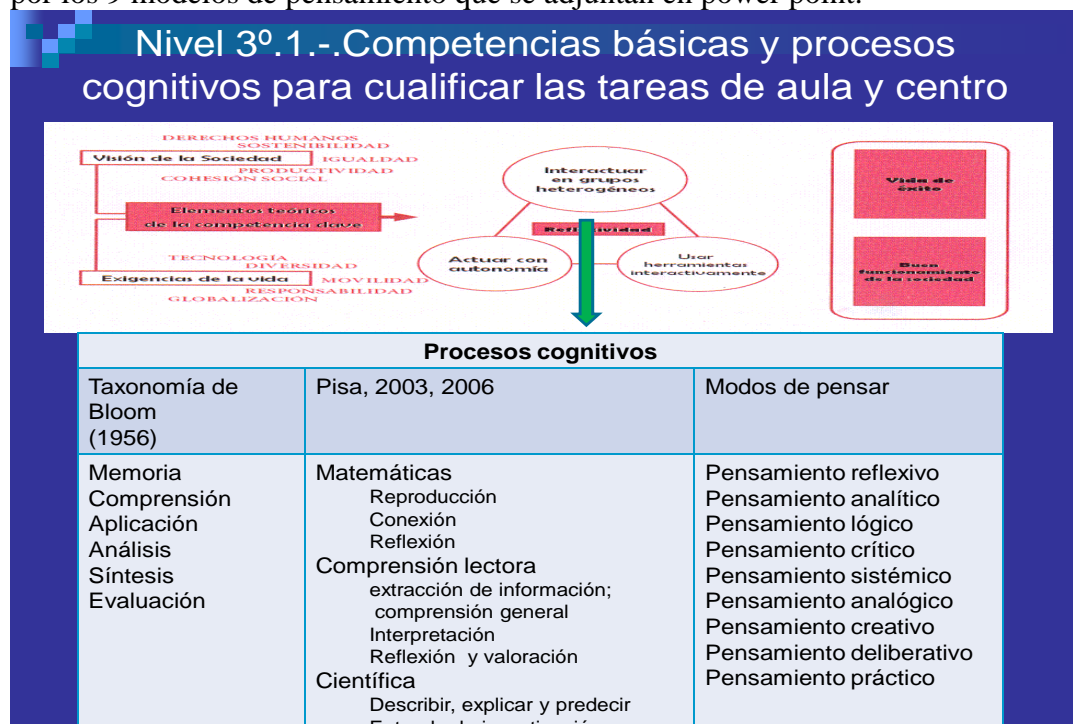 por los 9 modelos de pensamiento que se adjuntan en power point.
Nivel 3º.1.-.Competencias básicas y procesos
cognitivos para cualificar las tareas de aula y centro
DERECHOS HUMANOS
SOSTENIBILIDAD
Visión de la Sociedad
IGUALDAD
PRODUCTIVIDAD
COHESIÓN SOCIAL
Elementos teóricos
de la competencia clave
TECNOLOGÍA
DIVERSIDAD
Exigencias de la vida
MOVILIDAD
RESPONSABILIDAD
GLOBALIZACIÓN
Interactuar
en grupos
heterogéneos
Actuar con
autonomía
Usar
herramientas
interactivamente
Vida de
éxito
Buen
funcionamiento
de la sociedad
Procesos cognitivos
Taxonomía de
Bloom
(1956)
Pisa, 2003, 2006
Modos de pensar
Memoria
Comprensión
Aplicación
Análisis
Síntesis
Evaluación
Matemáticas
Reproducción
Conexión
Reflexión
Comprensión lectora
extracción de información;
comprensión general
Interpretación
Reflexión y valoración
Científica
Describir, explicar y predecir
Pensamiento reflexivo
Pensamiento analítico
Pensamiento lógico
Pensamiento crítico
Pensamiento sistémico
Pensamiento analógico
Pensamiento creativo
Pensamiento deliberativo
Pensamiento práctico